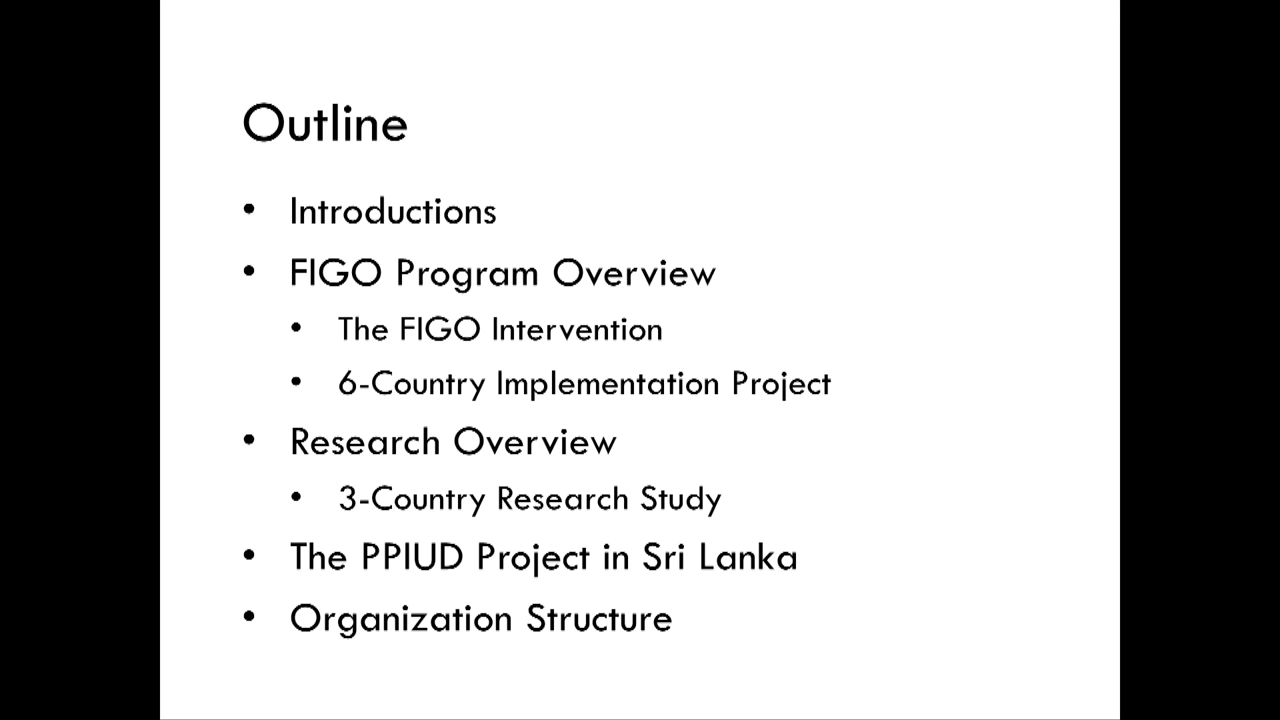 Outline
• Introductions
• FIGO Program Overview
• The FIGO Intervention
• 6-Country Implementation Project
• Research Overview
• 3-Country Research Study
• The PPIUD Project in Sri Lanka
• Organization Structure